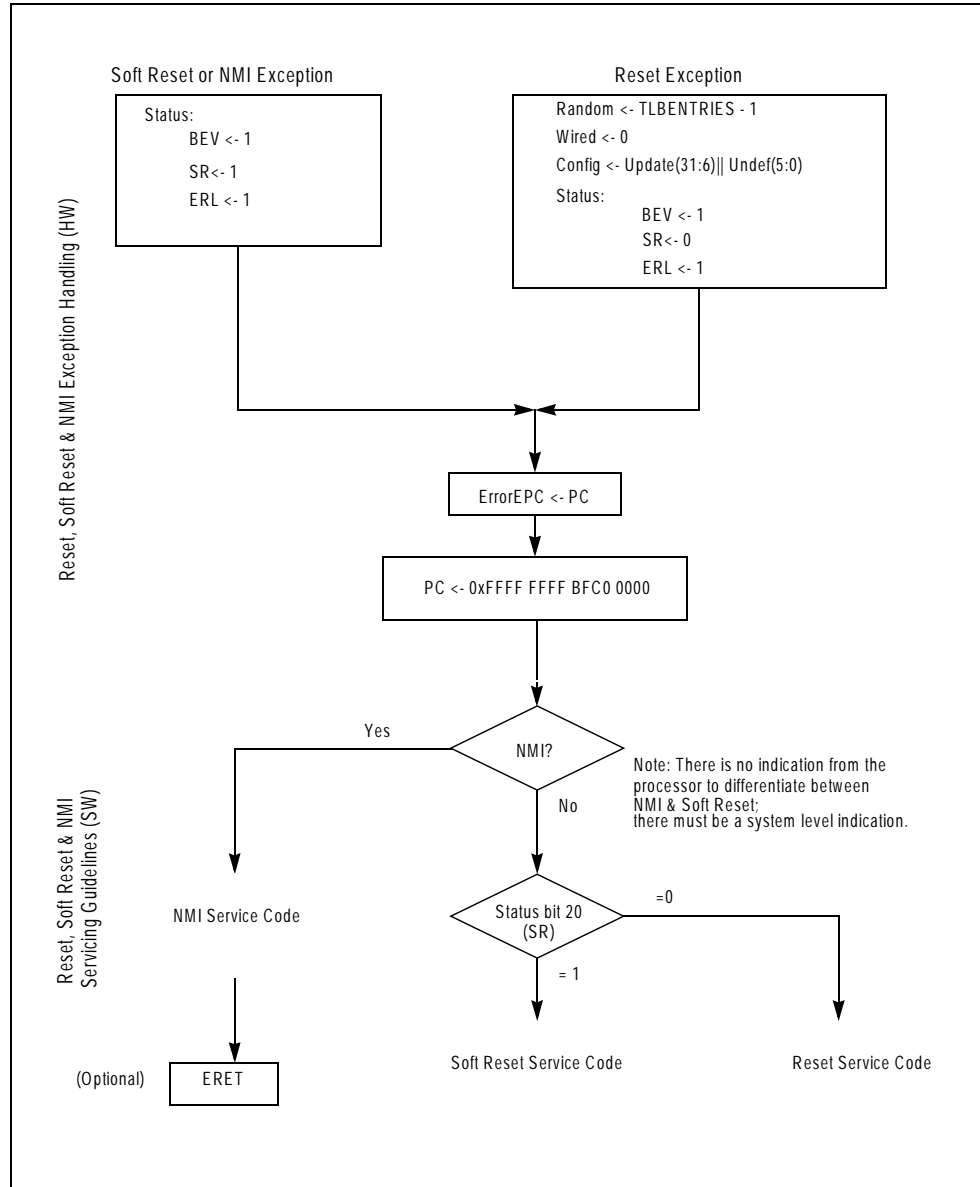 Soft Reset or NMI Exception
Status:
BEV <- 1
SR<- 1
ERL <- 1
Reset Exception
Random <- TLBENTRIES - 1
Wired <- 0
Config <- Update(31:6)|| Undef(5:0)
Status:
BEV <- 1
SR<- 0
ERL <- 1
Reset, Soft Reset & NMI Exception Handling (HW)
ErrorEPC <- PC
PC <- 0xFFFF FFFF BFC0 0000
Yes
NMI?
No
Note: There is no indication from the
processor to differentiate between
NMI & Soft Reset;
there must be a system level indication.
Reset, Soft Reset & NMI
Servicing Guidelines (SW)
NMI Service Code
Status bit 20
(SR)
=0
= 1
Soft Reset Service Code
Reset Service Code
(Optional)
ERET